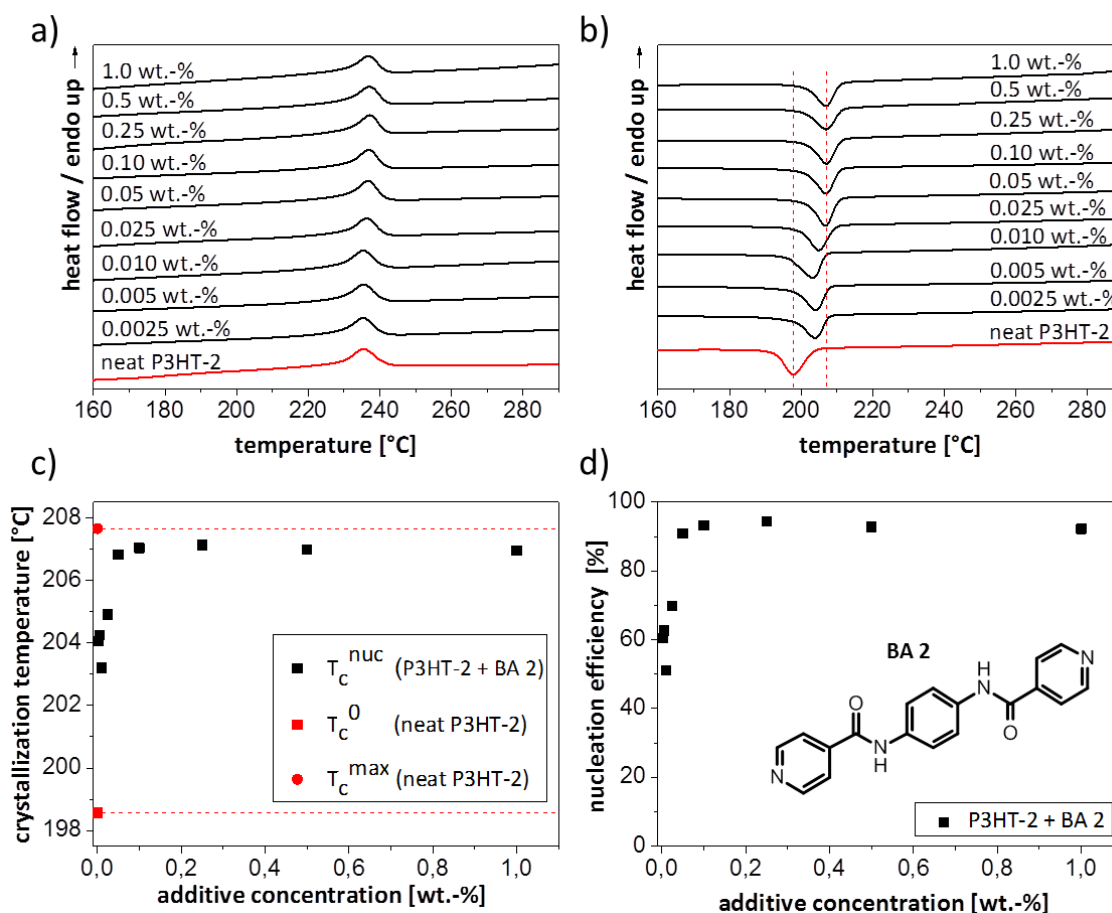 a)
heat flow / endo up →
1.0 wt.-%
0.5 wt.-%
0.25 wt.-%
0.10 wt.-%
0.05 wt.-%
0.025 wt.-%
0.010 wt.-%
0.005 wt.-%
0.0025 wt.-%
neat P3HT-2
160 180 200 220 240 260 280
temperature [°C]
b)
heat flow / endo up →
1.0 wt.-%
0.5 wt.-%
0.25 wt.-%
0.10 wt.-%
0.05 wt.-%
0.025 wt.-%
0.010 wt.-%
0.005 wt.-%
0.0025 wt.-%
neat P3HT-2
160 180 200 220 240 260 280
temperature [°C]
c)
crystallization temperature [°C]
208
206
204
202
200
198
Tc nuc (P3HT-2 + BA 2)
Tc 0 (neat P3HT-2)
Tc max (neat P3HT-2)
0,0 0,2 0,4 0,6 0,8 1,0
additive concentration [wt.-%]
d)
nucleation efficiency [%]
100
80
60
40
20
0
BA 2
N
H
N
O
O
N
H
N
P3HT-2 + BA 2
0,0 0,2 0,4 0,6 0,8 1,0
additive concentration [wt.-%]